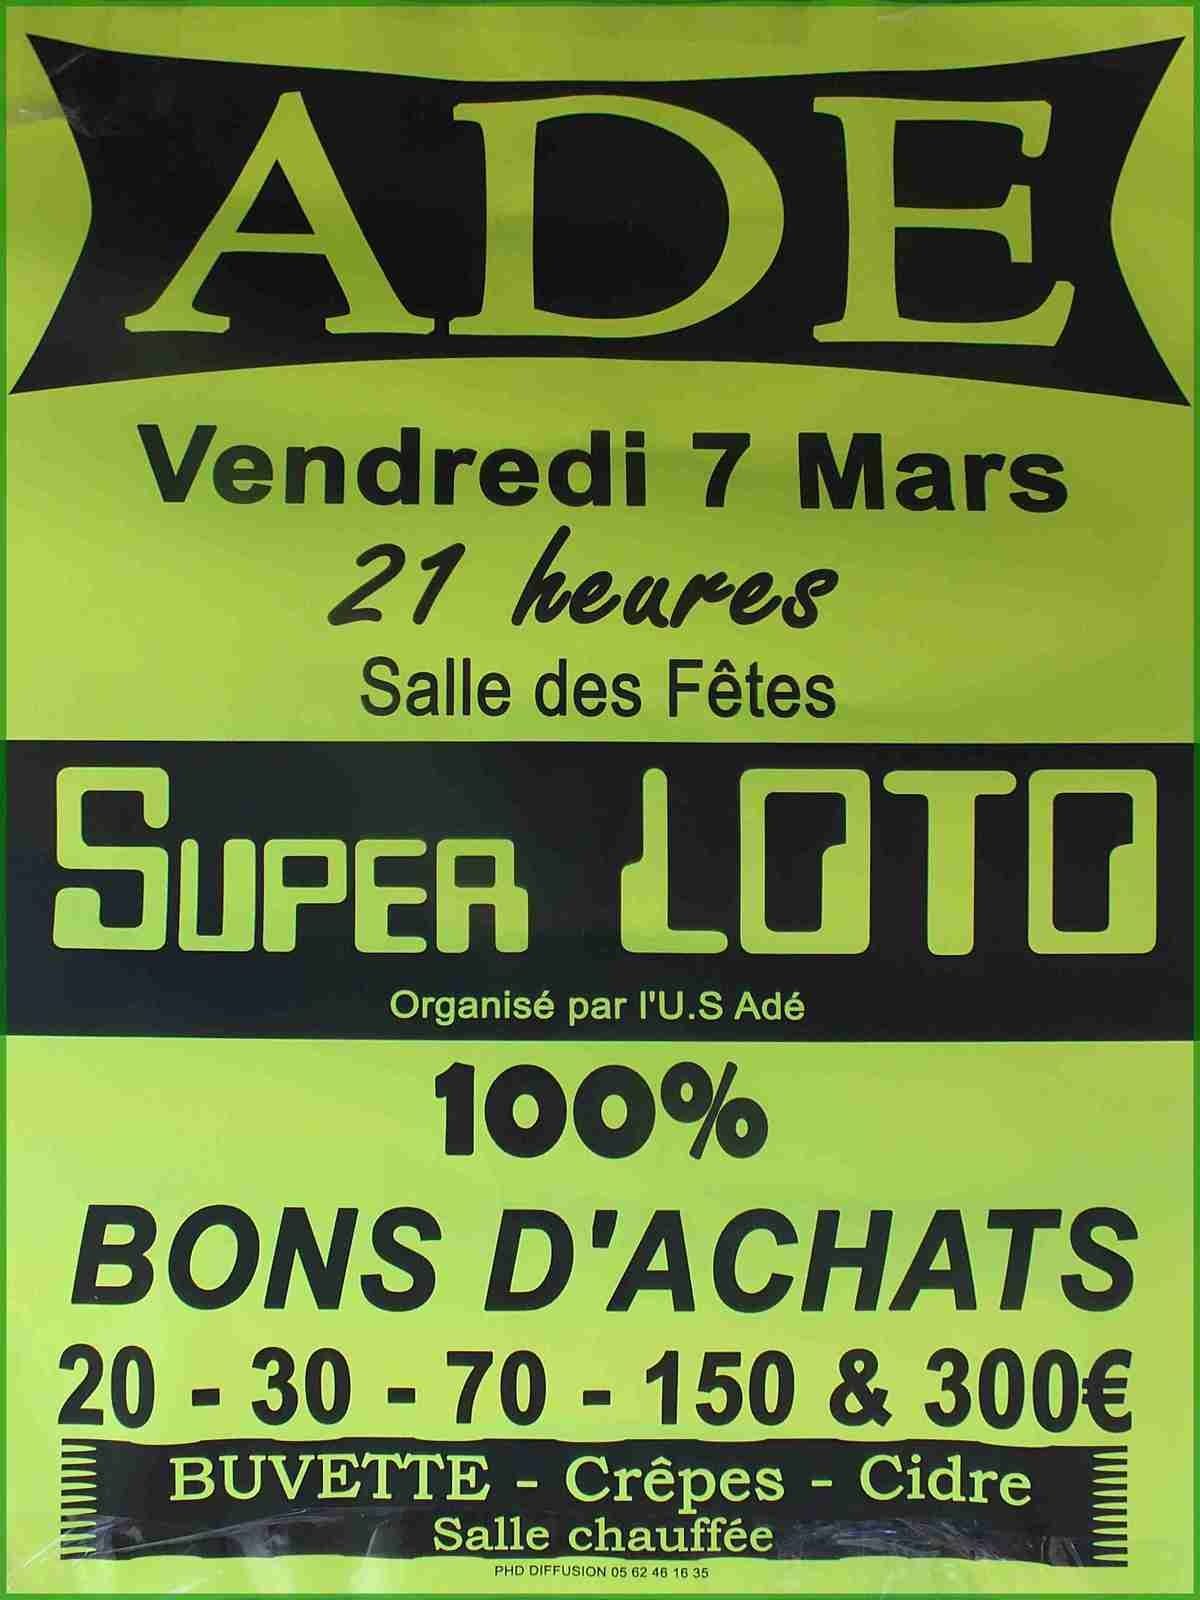 ADE
Vendredi 7 Mars
21 heures
Salle des Fêtes
SUPER LOTO
Organisé par l'U.S Adé
100%
BONS D'ACHATS
20 - 30 - 70 - 150 & 300€
BUVETTE - Crêpes - Cidre
Salle chauffée
PHD DIFFUSION 05 62 46 16 35